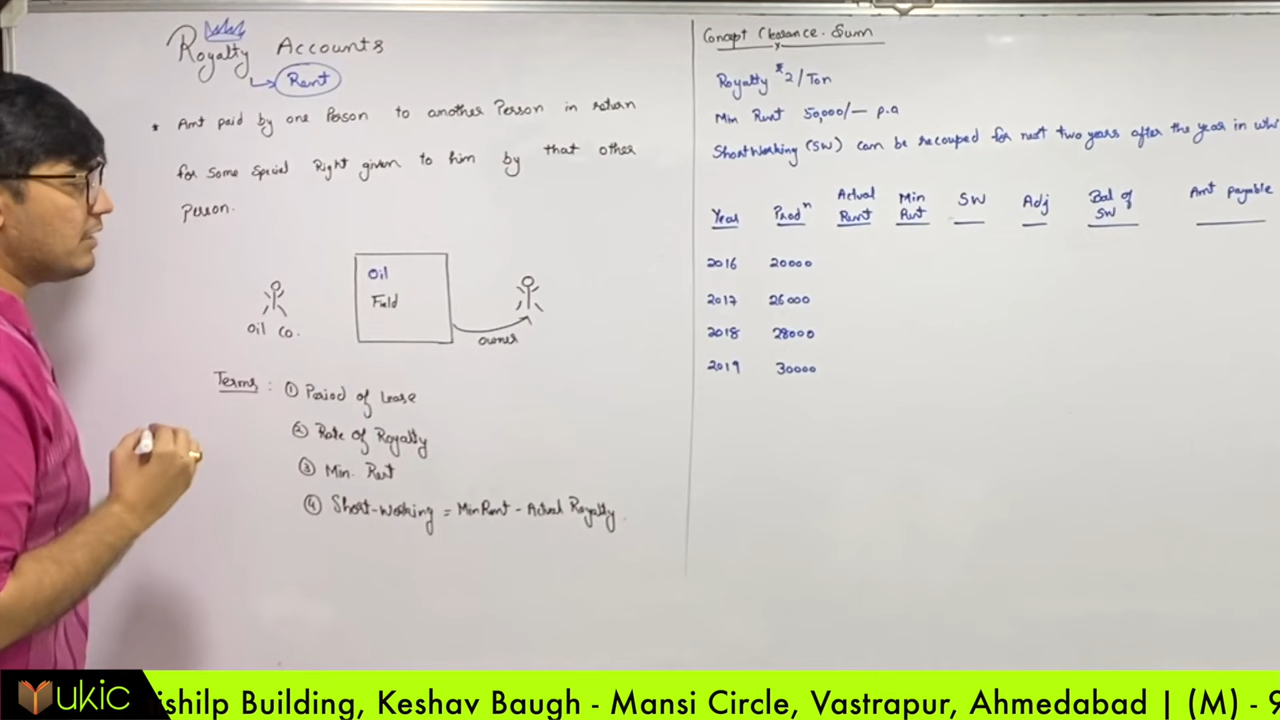 Royalty Accounts
Rent
* Amt paid by one Person to another Person in return
for some special Right given to him by that other
Person.
Oil
Field
Oil Co.
owner
Terms : ① Period of Lease
② Rate of Royalty
③ Min. Rent
④ Short-Working = Min Rent - Actual Royalty
Concept Clearance Sum
Royalty ₹ 2/Ton
Min Rent 50,000/- p.a
ShortWorking (SW) can be recouped for next two years after the year in whi
Year Prodn Actual Rent Min Rent SW Adj Bal of SW Amt payable
2016 20000
2017 26000
2018 28000
2019 30000
yukic
ishilp Building, Keshav Baugh - Mansi Circle, Vastrapur, Ahmedabad | (M) - 9